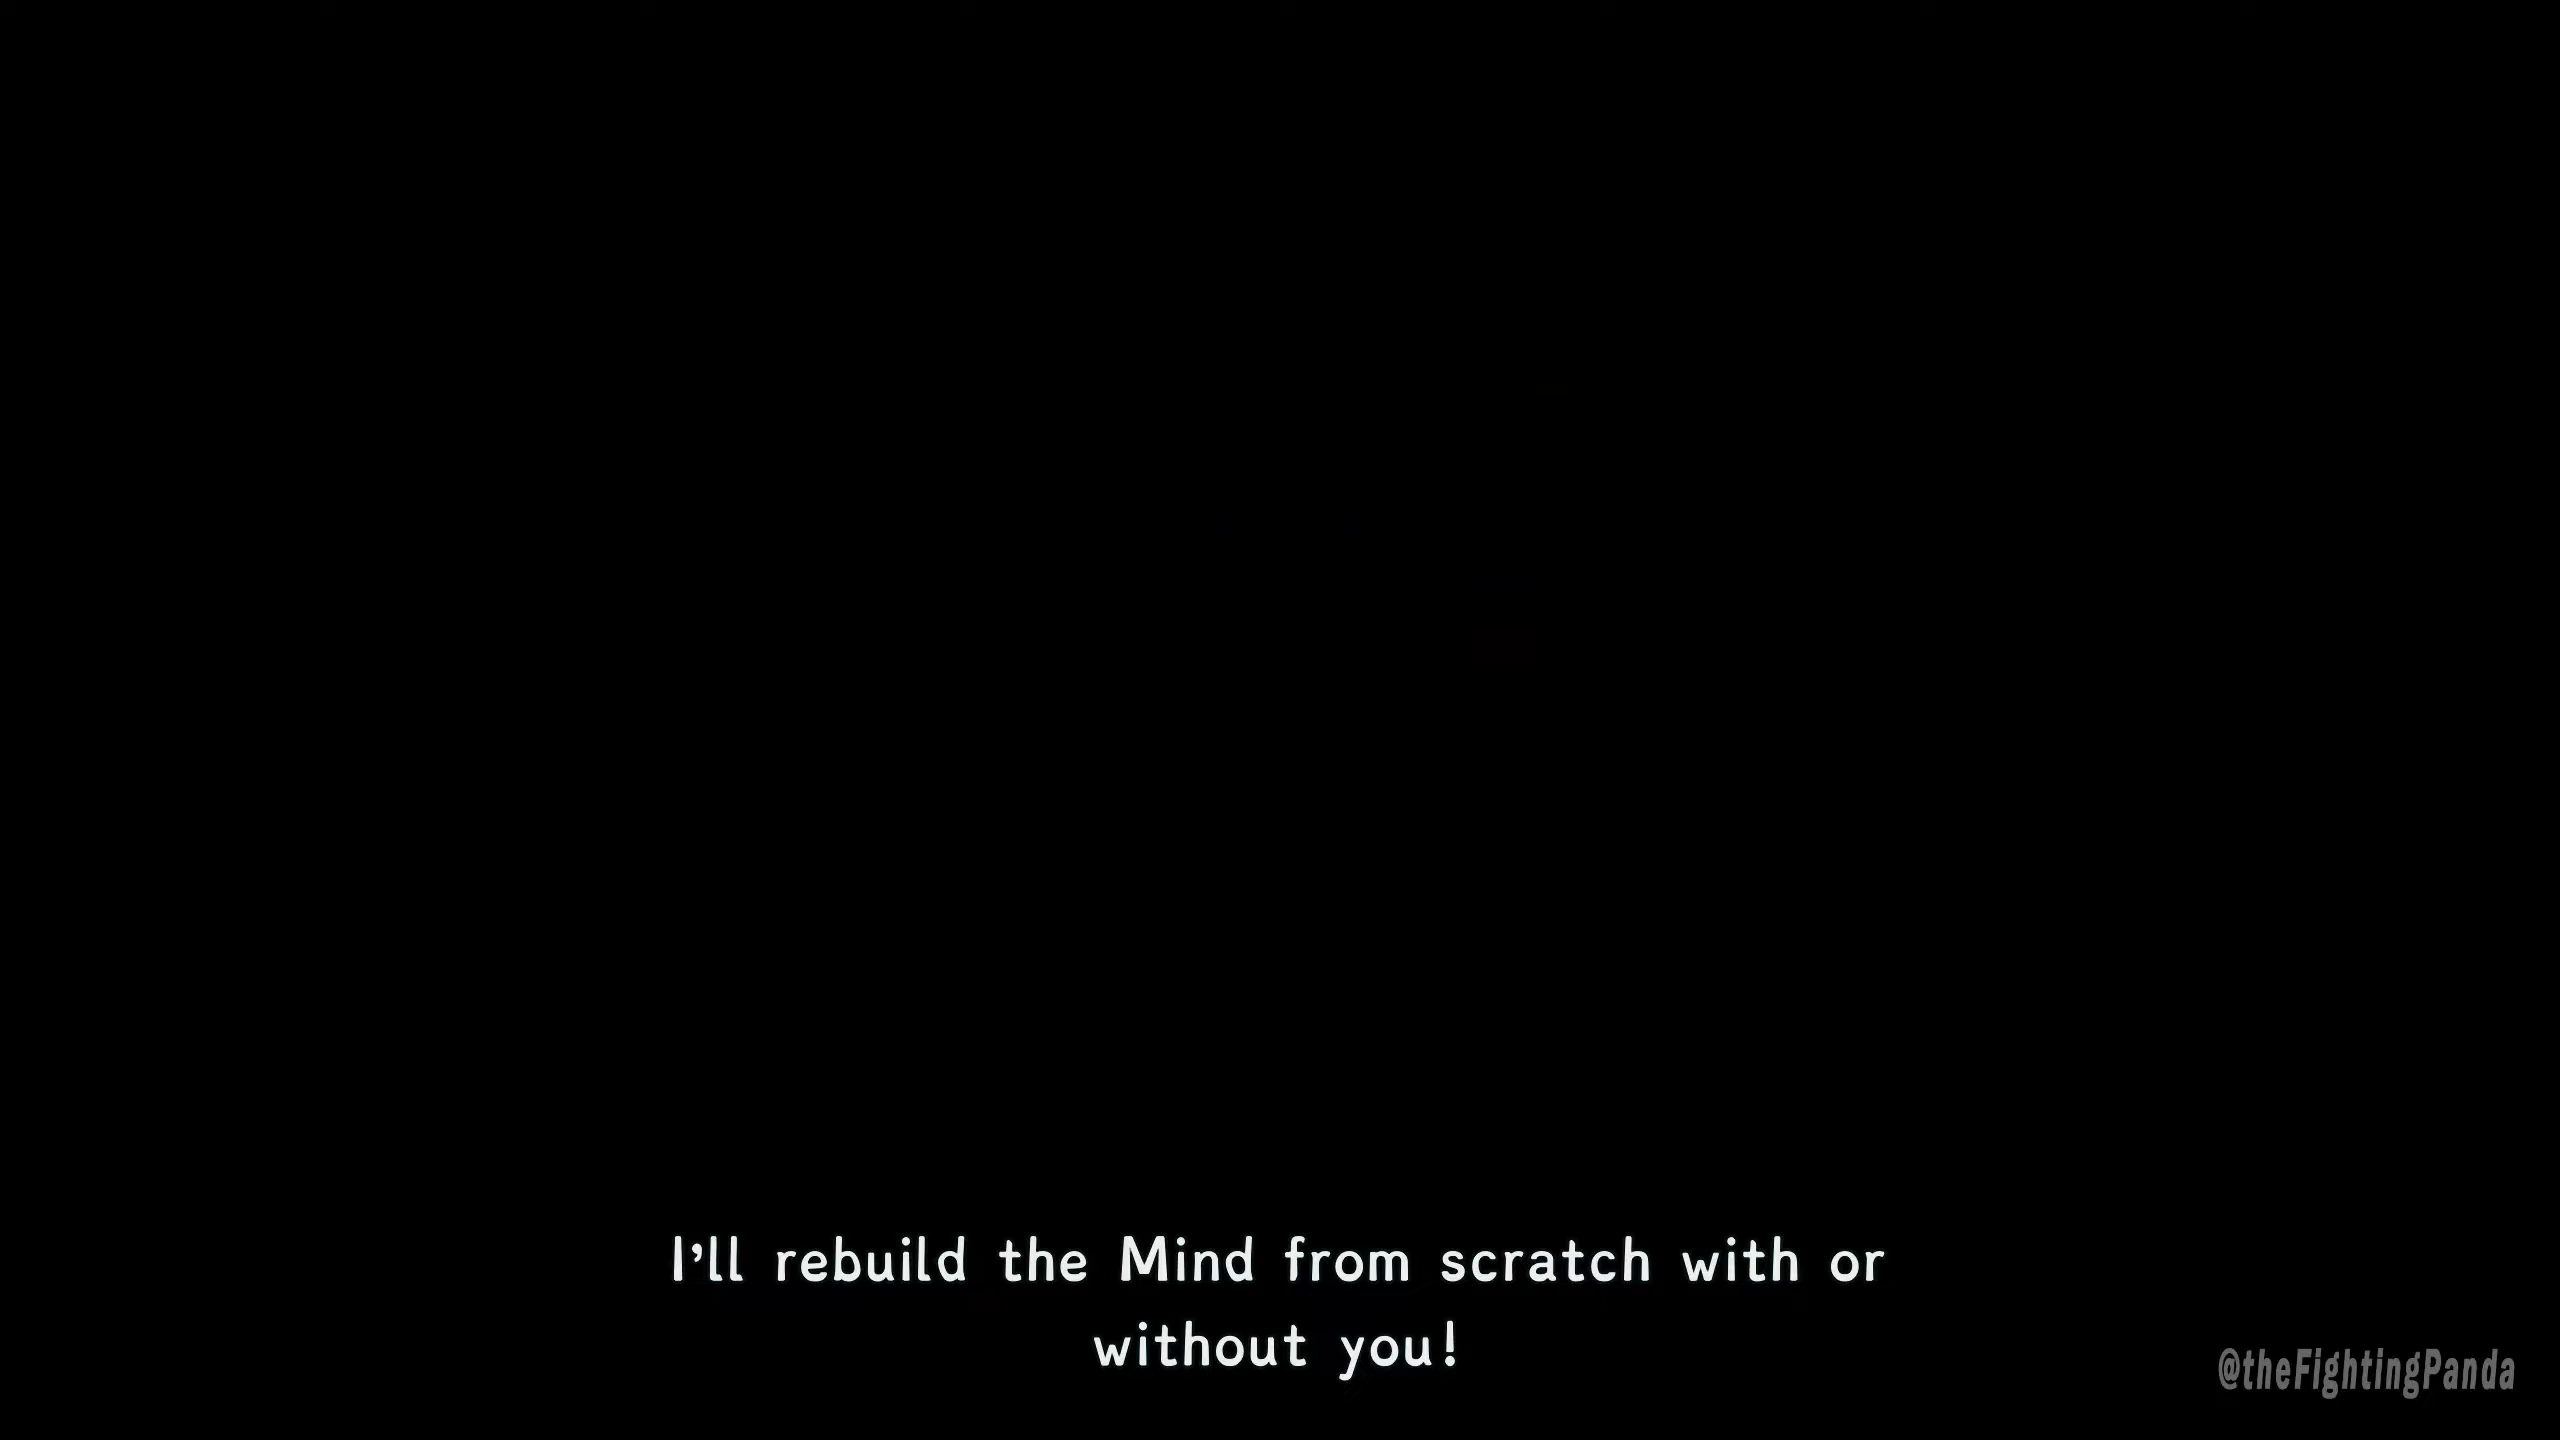 I'll rebuild the Mind from scratch with or
without you!
@theFightingPanda